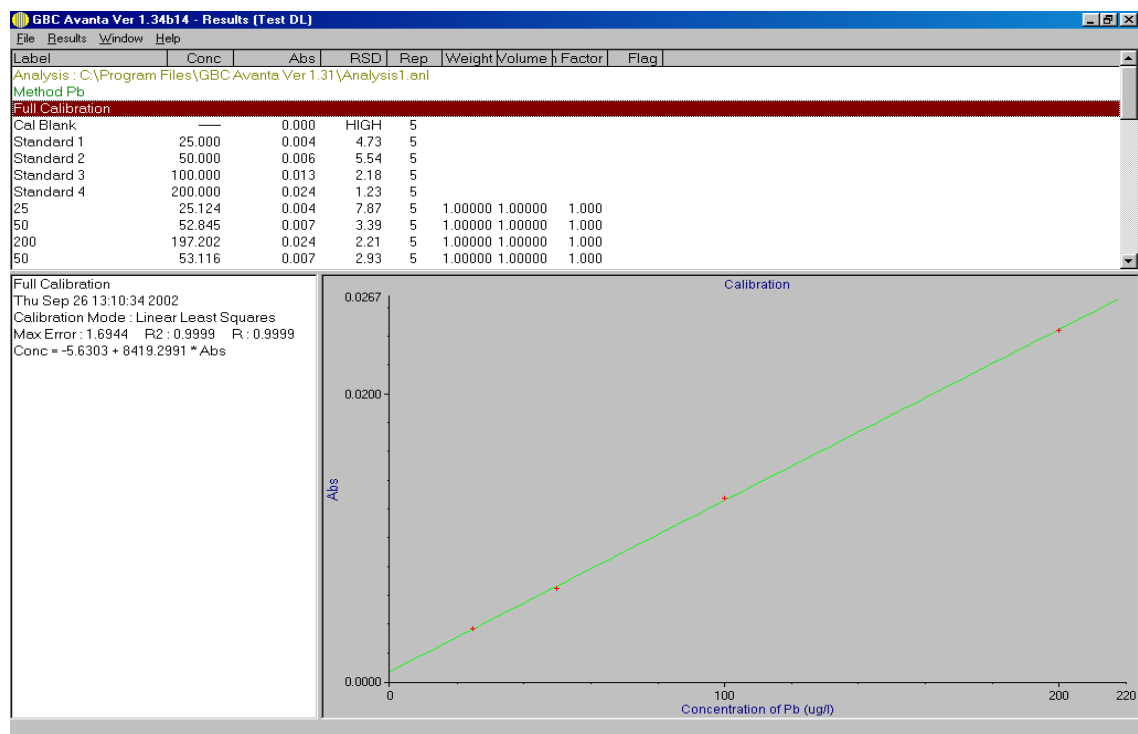 GBC Avanta Ver 1.34b14 - Results (Test DL)
File Results Window Help
Label Conc Abs RSD Rep Weight Volume n Factor Flag
Analysis : C:\Program Files\GBC Avanta Ver 1.31\Analysis1.anl
Method Pb
Full Calibration
Cal Blank ---- 0.000 HIGH 5
Standard 1 25.000 0.004 4.73 5
Standard 2 50.000 0.006 5.54 5
Standard 3 100.000 0.013 2.18 5
Standard 4 200.000 0.024 1.23 5
25 25.124 0.004 7.87 5 1.00000 1.00000 1.000
50 52.845 0.007 3.39 5 1.00000 1.00000 1.000
200 197.202 0.024 2.21 5 1.00000 1.00000 1.000
50 53.116 0.007 2.93 5 1.00000 1.00000 1.000
Full Calibration
Thu Sep 26 13:10:34 2002
Calibration Mode : Linear Least Squares
Max Error : 1.6944 R2 : 0.9999 R : 0.9999
Conc = -5.6303 + 8419.2991 * Abs
Calibration
0.0267
0.0200
Abs
0.0000
0 100 200 220
Concentration of Pb (ug/l)